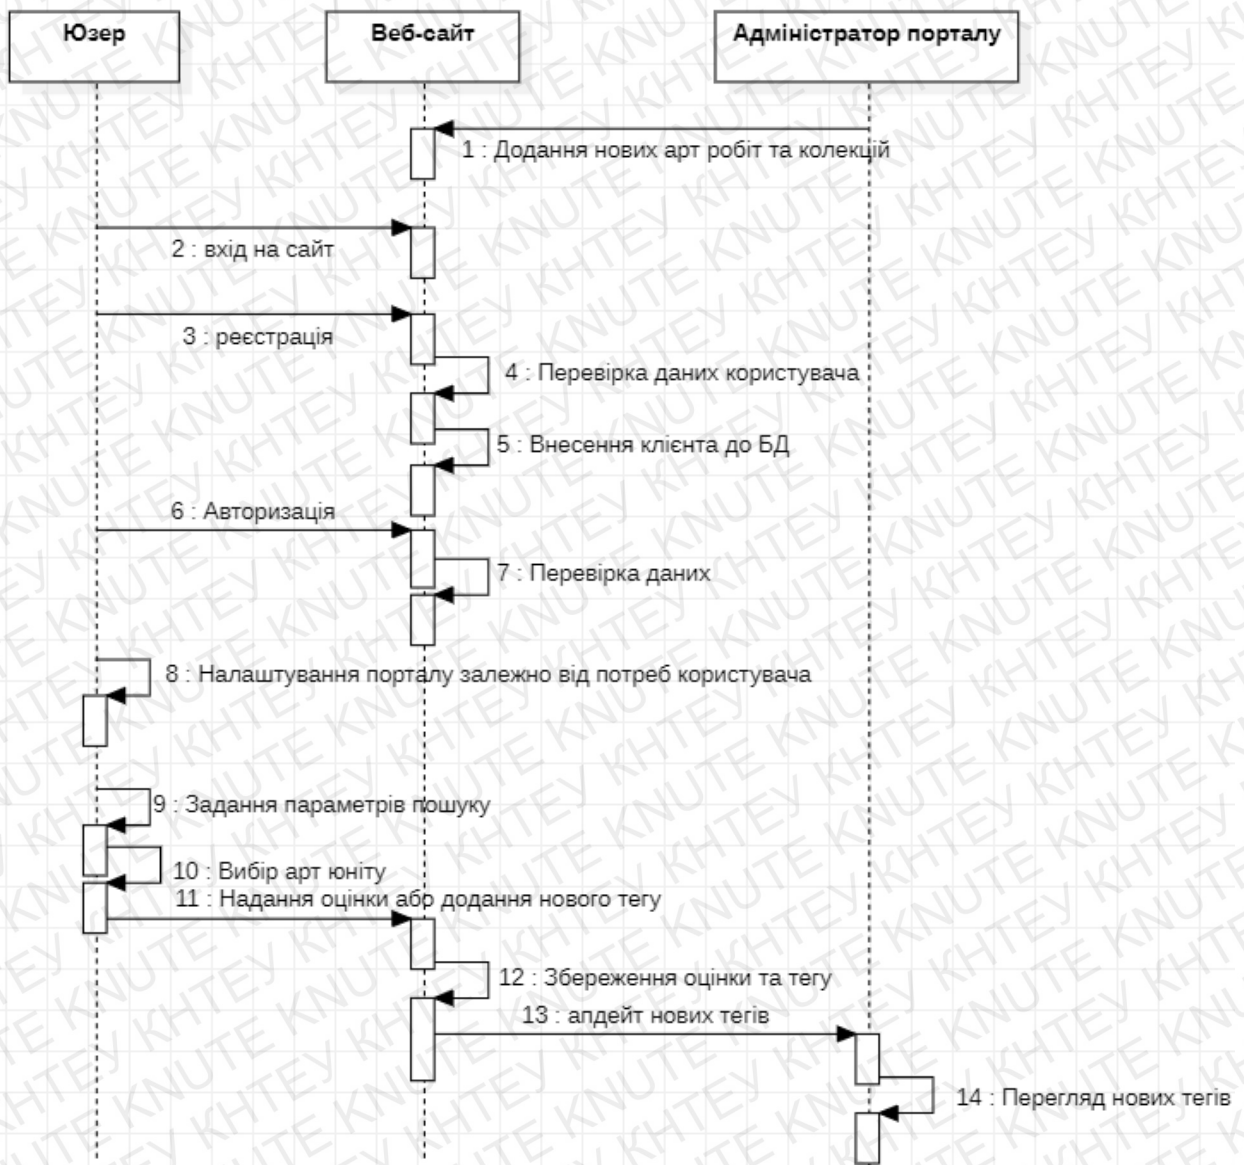 Юзер
Веб-сайт
Адміністратор порталу
1 : Додання нових арт робіт та колекцій
2 : вхід на сайт
3 : реєстрація
4 : Перевірка даних користувача
5 : Внесення клієнта до БД
6 : Авторизація
7 : Перевірка даних
8 : Налаштування порталу залежно від потреб користувача
9 : Задання параметрів пошуку
10 : Вибір арт юніту
11 : Надання оцінки або додання нового тегу
12 : Збереження оцінки та тегу
13 : апдейт нових тегів
14 : Перегляд нових тегів